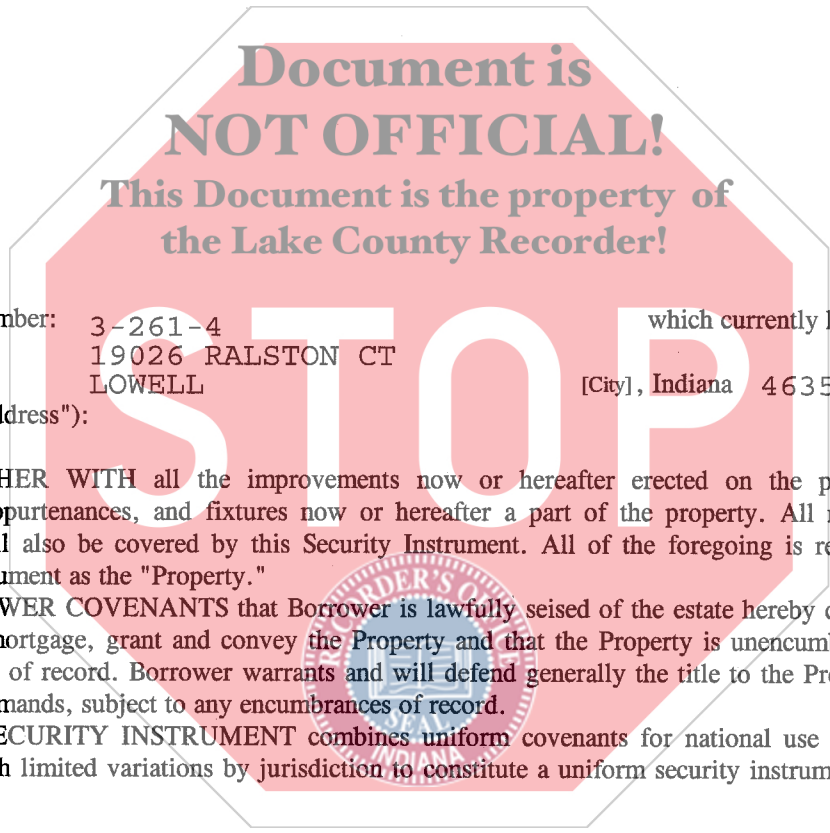 Document is
NOT OFFICIAL!
This Document is the property of
the Lake County Recorder!
mber: 3-261-4 which currently
19026 RALSTON CT
LOWELL [City], Indiana 4635
ddress"):
STOP
HER WITH all the improvements now or hereafter erected on the p
ppurtenances, and fixtures now or hereafter a part of the property. All
l also be covered by this Security Instrument. All of the foregoing is re
ument as the "Property."
WER COVENANTS that Borrower is lawfully seised of the estate hereby
nortgage, grant and convey the Property and that the Property is unencum
of record. Borrower warrants and will defend generally the title to the Pr
mands, subject to any encumbrances of record.
ECURITY INSTRUMENT combines uniform covenants for national use
h limited variations by jurisdiction to constitute a uniform security instrum
RECORDER'S OFFICE
SEAL
INDIANA